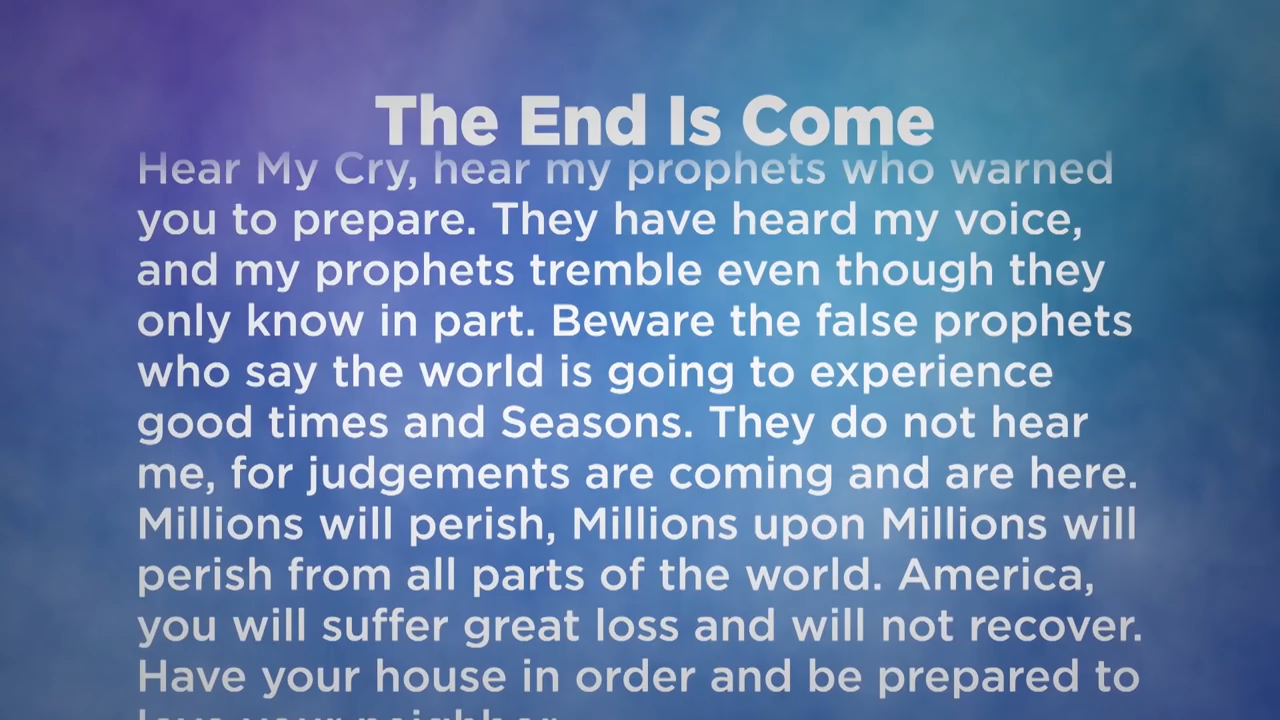 The End Is Come
Hear My Cry, hear my prophets who warned
you to prepare. They have heard my voice,
and my prophets tremble even though they
only know in part. Beware the false prophets
who say the world is going to experience
good times and Seasons. They do not hear
me, for judgements are coming and are here.
Millions will perish, Millions upon Millions will
perish from all parts of the world. America,
you will suffer great loss and will not recover.
Have your house in order and be prepared to
love your neighbor